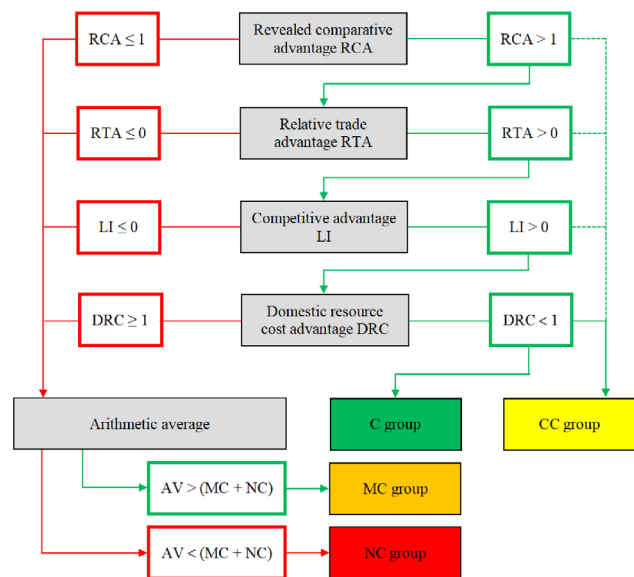 RCA ≤ 1
Revealed comparative
advantage RCA
RCA > 1
RTA ≤ 0
Relative trade
advantage RTA
RTA > 0
LI ≤ 0
Competitive advantage
LI
LI > 0
DRC ≥ 1
Domestic resource
cost advantage DRC
DRC < 1
Arithmetic average
C group
CC group
AV > (MC + NC)
MC group
AV < (MC + NC)
NC group